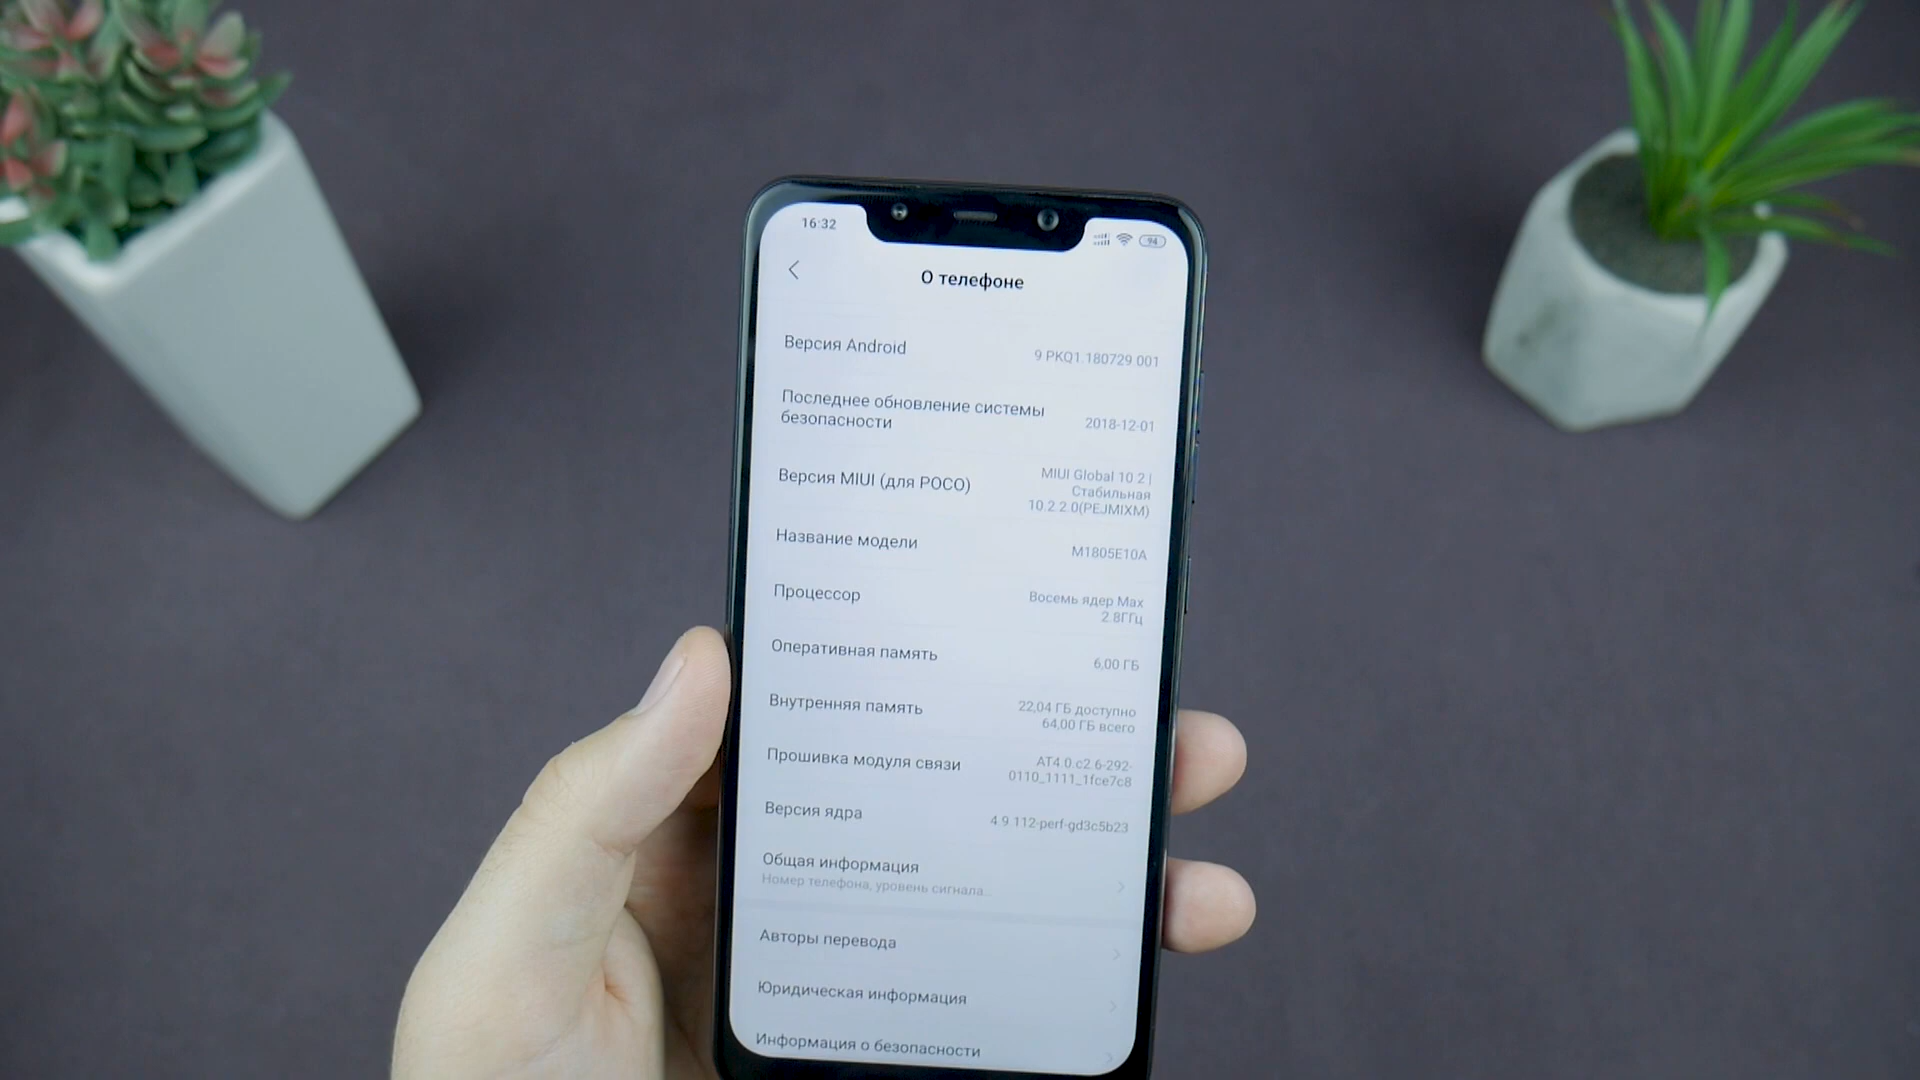 16:32
94
О телефоне
Версия Android
9 PKQ1.180729.001
Последнее обновление системы
безопасности
2018-12-01
Версия MIUI (для POCO)
MIUI Global 10.2 |
Стабильная
10.2.2.0(PEJMIXM)
Название модели
M1805E10A
Процессор
Восемь ядер Max
2.8ГГц
Оперативная память
6,00 ГБ
Внутренняя память
22,04 ГБ доступно
64,00 ГБ всего
Прошивка модуля связи
AT4.0.c2.6-292-
0110_1111_1fce7c8
Версия ядра
4.9.112-perf-gd3c5b23
Общая информация
Номер телефона, уровень сигнала...
Авторы перевода
Юридическая информация
Информация о безопасности